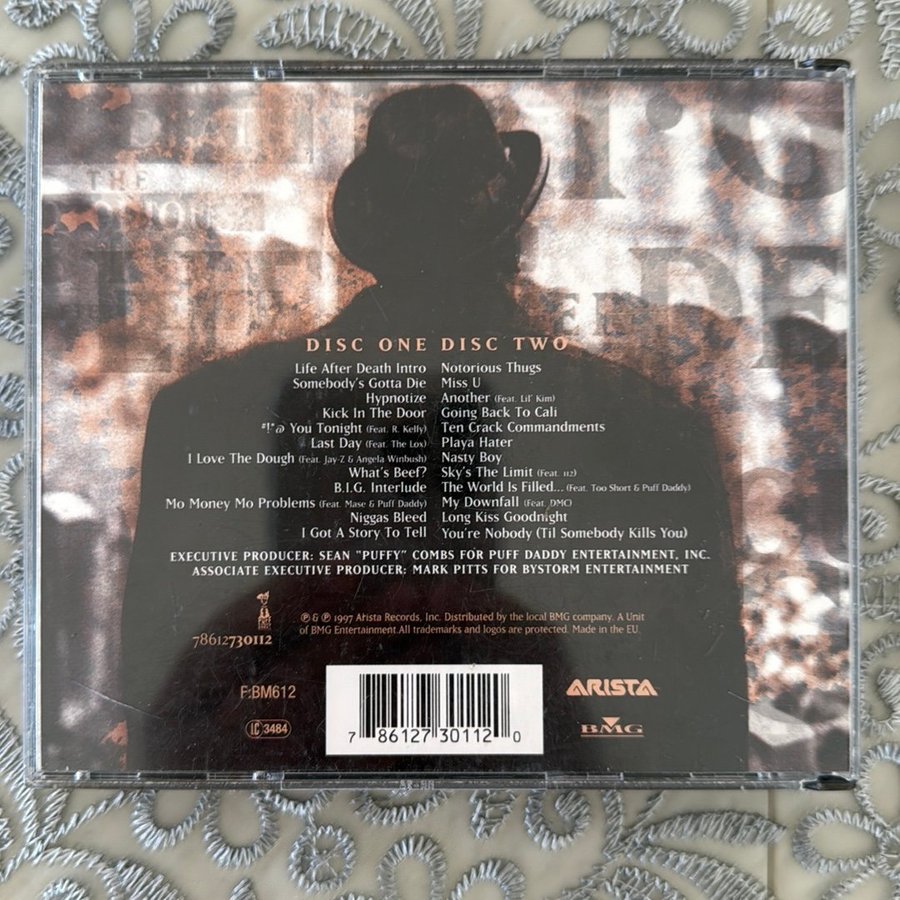 THE
DISC ONE DISC TWO
Life After Death Intro Notorious Thugs
Somebody's Gotta Die Miss U
Hypnotize Another (Feat. Lil' Kim)
Kick In The Door Going Back To Cali
#!*@ You Tonight (Feat. R. Kelly) Ten Crack Commandments
Last Day (Feat. The Lox) Playa Hater
I Love The Dough (Feat. Jay-Z & Angela Winbush) Nasty Boy
What's Beef? Sky's The Limit (Feat. 112)
B.I.G. Interlude The World Is Filled... (Feat. Too Short & Puff Daddy)
Mo Money Mo Problems (Feat. Mase & Puff Daddy) My Downfall (Feat. DMC)
Niggas Bleed Long Kiss Goodnight
I Got A Story To Tell You're Nobody (Til Somebody Kills You)
EXECUTIVE PRODUCER: SEAN "PUFFY" COMBS FOR PUFF DADDY ENTERTAINMENT, INC.
ASSOCIATE EXECUTIVE PRODUCER: MARK PITTS FOR BYSTORM ENTERTAINMENT
℗ & ℗ 1997 Arista Records, Inc. Distributed by the local BMG company. A Unit
of BMG Entertainment.All trademarks and logos are protected. Made in the EU
78612730112
F:BM612
LC 3484
7 86127 30112 0
ARISTA
BMG